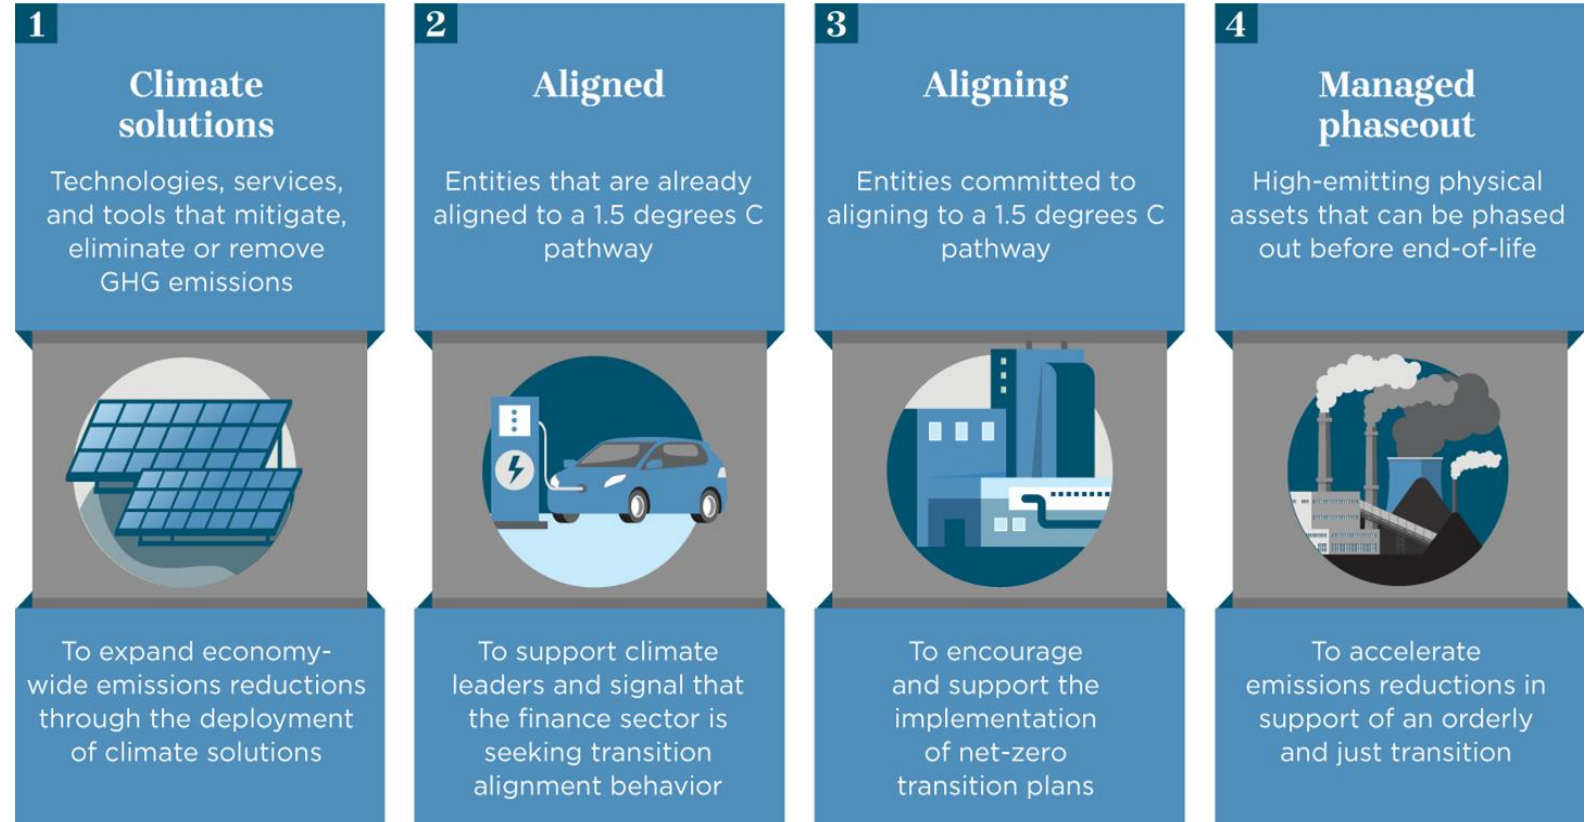 1
Climate
solutions
Technologies, services,
and tools that mitigate,
eliminate or remove
GHG emissions
To expand economy-
wide emissions reductions
through the deployment
of climate solutions
2
Aligned
Entities that are already
aligned to a 1.5 degrees C
pathway
To support climate
leaders and signal that
the finance sector is
seeking transition
alignment behavior
3
Aligning
Entities committed to
aligning to a 1.5 degrees C
pathway
To encourage
and support the
implementation
of net-zero
transition plans
4
Managed
phaseout
High-emitting physical
assets that can be phased
out before end-of-life
To accelerate
emissions reductions in
support of an orderly
and just transition